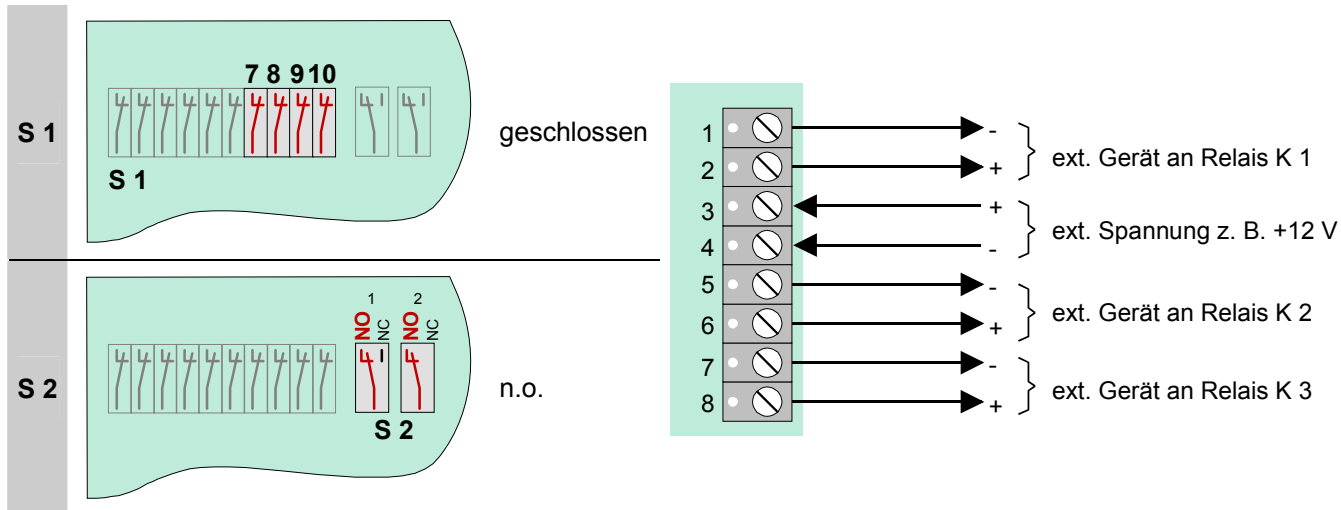 S 1
7 8 9 10
S 1
geschlossen
S 2
1 2
NO NC NO NC
S 2
n.o.
1 - ext. Gerät an Relais K 1
2 +
3 + ext. Spannung z. B. +12 V
4 -
5 - ext. Gerät an Relais K 2
6 +
7 - ext. Gerät an Relais K 3
8 +